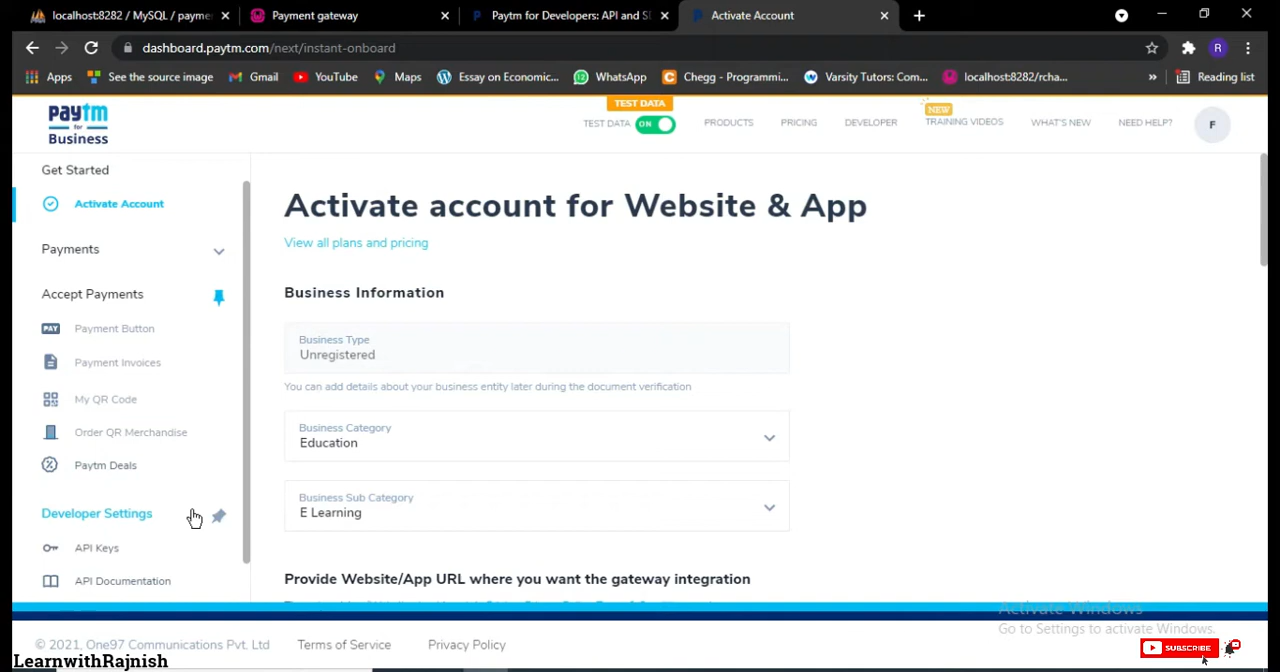 localhost:8282 / MySQL / payme
Payment gateway
Paytm for Developers: API and S
Activate Account
dashboard.paytm.com/next/instant-onboard
R
Apps
See the source image
Gmail
YouTube
Maps
Essay on Economic...
WhatsApp
Chegg - Programmi...
Varsity Tutors: Com...
localhost:8282/rcha...
»
Reading list
paytm
for
Business
TEST DATA
TEST DATA ON
PRODUCTS
PRICING
DEVELOPER
NEW
TRAINING VIDEOS
WHAT'S NEW
NEED HELP?
F
Get Started
Activate Account
Payments
Accept Payments
PAY Payment Button
Payment Invoices
My QR Code
Order QR Merchandise
Paytm Deals
Developer Settings
API Keys
API Documentation
Activate account for Website & App
View all plans and pricing
Business Information
Business Type
Unregistered
You can add details about your business entity later during the document verification
Business Category
Education
Business Sub Category
E Learning
Provide Website/App URL where you want the gateway integration
Activate Windows
Go to Settings to activate Windows.
© 2021, One97 Communications Pvt. Ltd
Terms of Service
Privacy Policy
SUBSCRIBE
LearnwithRajnish